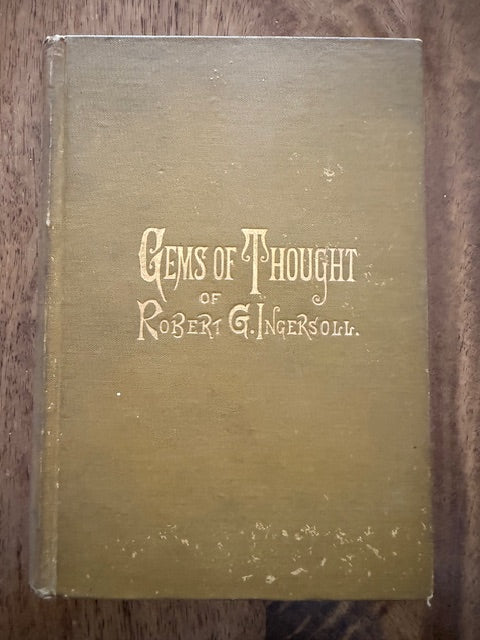 Gems of Thought
of
Robert G. Ingersoll.